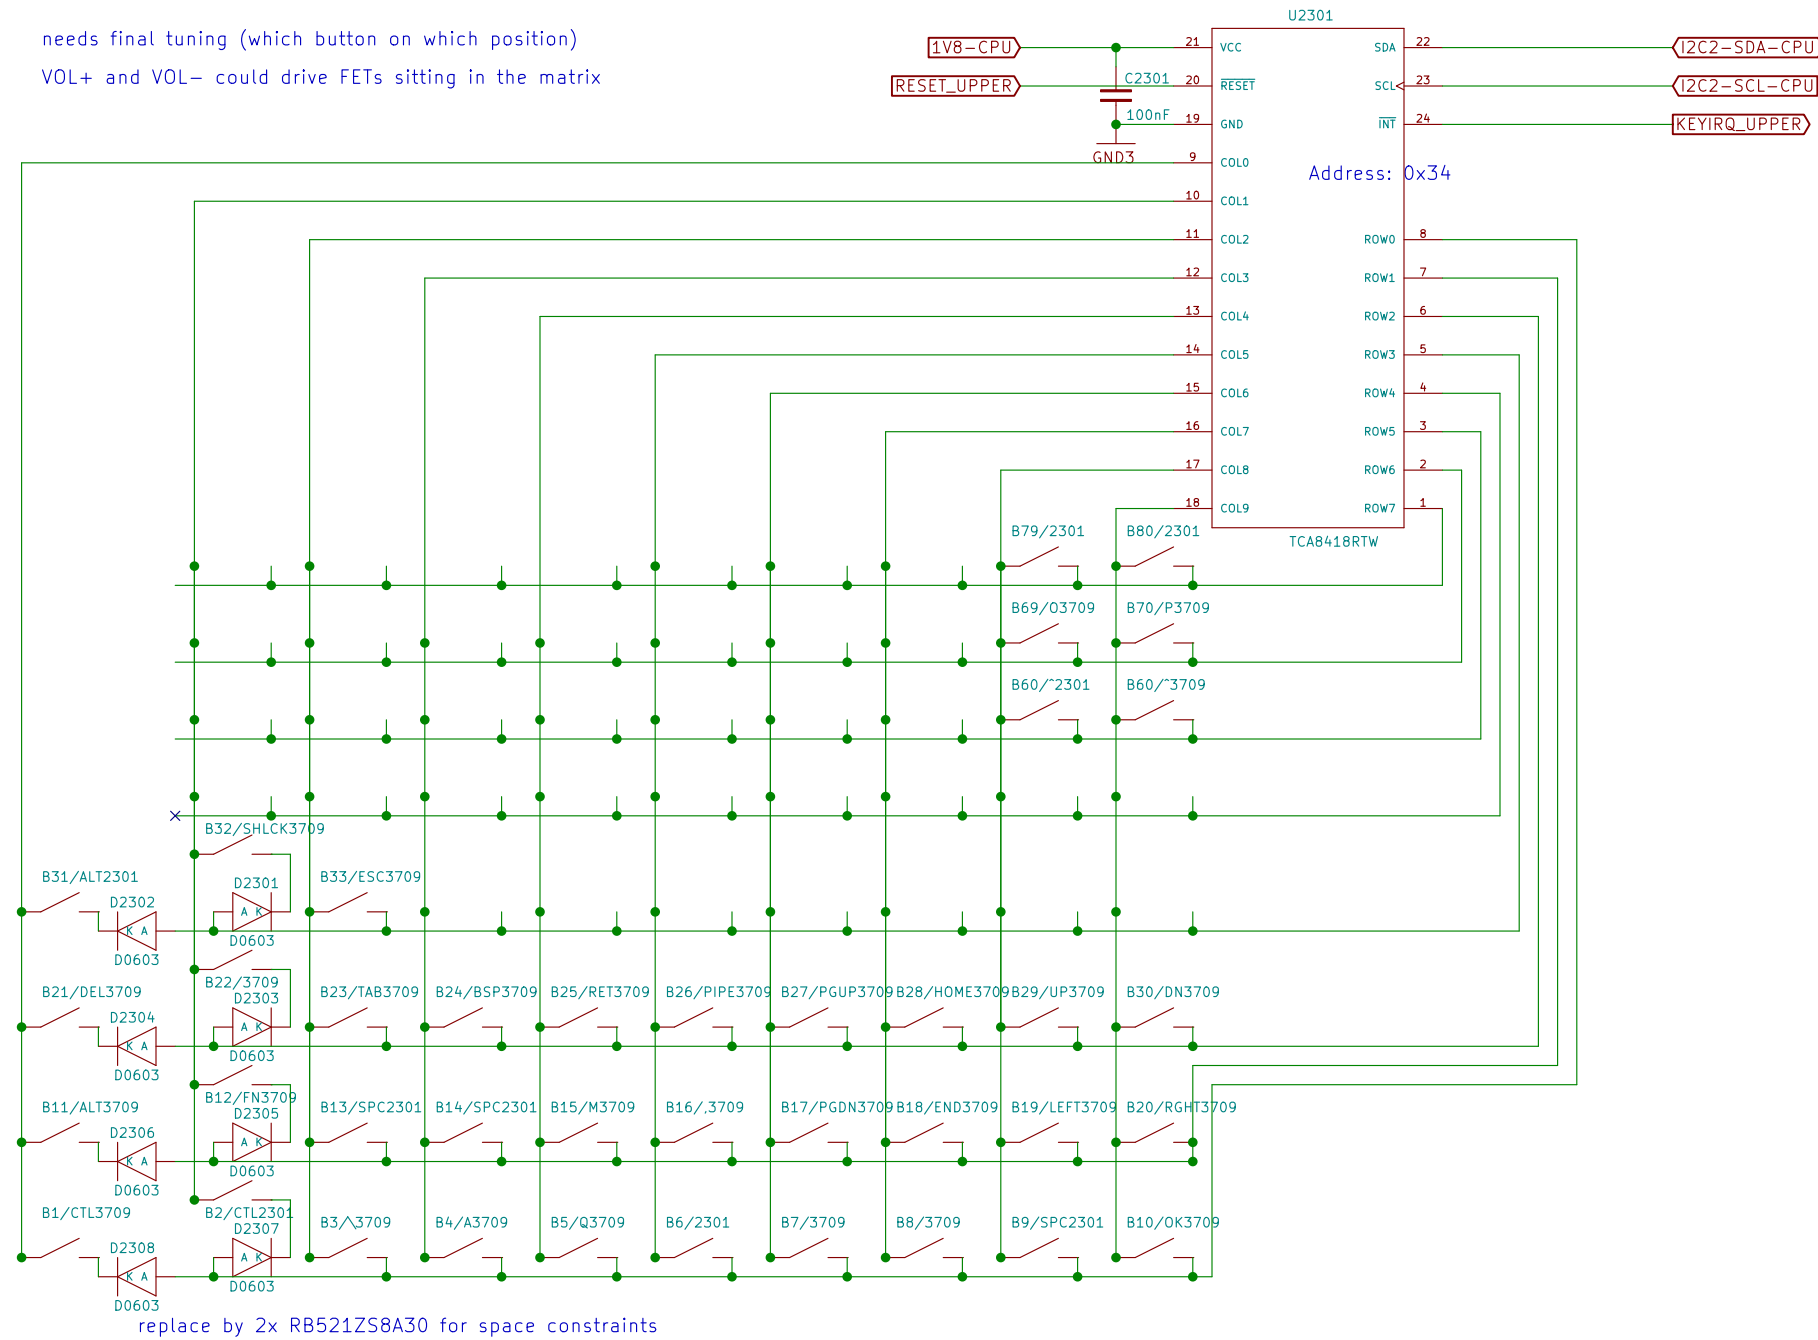 U2301
needs final tuning (which button on which position)
VOL+ and VOL- could drive FETs sitting in the matrix
1V8-CPU 21 VCC SDA 22 I2C2-SDA-CPU
C2301
RESET_UPPER 20 RESET SCL 23 I2C2-SCL-CPU
100nF
19 GND INT 24 KEYIRQ_UPPER
GND3
9 COL0
Address: 0x34
10 COL1
11 COL2 ROW0 8
12 COL3 ROW1 7
13 COL4 ROW2 6
14 COL5 ROW3 5
15 COL6 ROW4 4
16 COL7 ROW5 3
17 COL8 ROW6 2
18 COL9 ROW7 1
B79/2301 B80/2301
TCA8418RTW
B69/O3709 B70/P3709
B60/^2301 B60/^3709
B32/SHLCK3709
B31/ALT2301 B33/ESC3709
D2301
D2302
A K
K A
D0603
D0603
B22/3709
B21/DEL3709 B23/TAB3709 B24/BSP3709 B25/RET3709 B26/PIPE3709 B27/PGUP3709 B28/HOME3709 B29/UP3709 B30/DN3709
D2303
D2304
A K
K A
D0603
D0603
B12/FN3709
B11/ALT3709 B13/SPC2301 B14/SPC2301 B15/M3709 B16/,3709 B17/PGDN3709 B18/END3709 B19/LEFT3709 B20/RGHT3709
D2305
D2306
A K
K A
D0603
D0603
B1/CTL3709 B2/CTL2301 B3/\3709 B4/A3709 B5/Q3709 B6/2301 B7/3709 B8/3709 B9/SPC2301 B10/OK3709
D2307
D2308
A K
K A
D0603
D0603
replace by 2x RB521ZS8A30 for space constraints